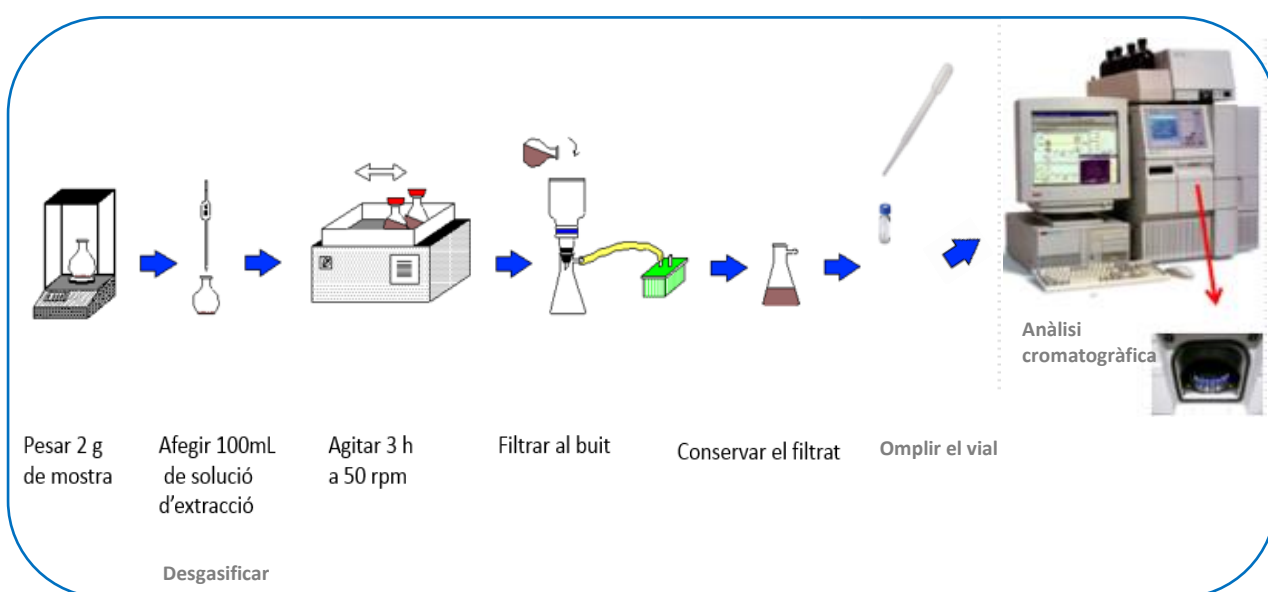 Pesar 2 g
de mostra
Afegir 100mL
de solució
d'extracció
Desgasificar
Agitar 3 h
a 50 rpm
Filtrar al buit
Conservar el filtrat
Omplir el vial
Anàlisi
cromatogràfica